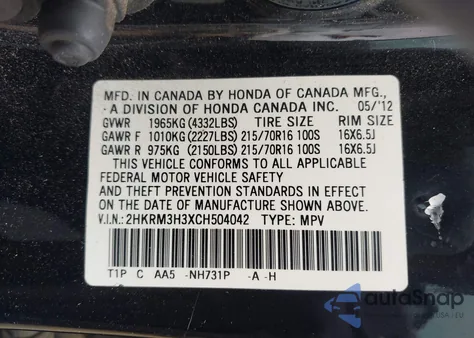 MFD. IN CANADA BY HONDA OF CANADA MFG.,
A DIVISION OF HONDA CANADA INC. 05/'12
GVWR 1965KG(4332LBS) TIRE SIZE RIM SIZE
GAWR F 1010KG(2227LBS) 215/70R16 100S 16X6.5J
GAWR R 975KG (2150LBS) 215/70R16 100S 16X6.5J
THIS VEHICLE CONFORMS TO ALL APPLICABLE
FEDERAL MOTOR VEHICLE SAFETY
AND THEFT PREVENTION STANDARDS IN EFFECT
ON THE DATE OF MANUFACTURE SHOWN ABOVE.
V.I.N.: 2HKRM3H3XCH504042 TYPE: MPV
T1P C AA5 -NH731P -A -H
autoSnap